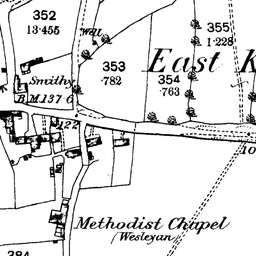 352
13·455
Well
355
1·228
East
353
·782
354
·763
Smithy
B.M.137·6
122
Methodist Chapel
(Wesleyan)
384